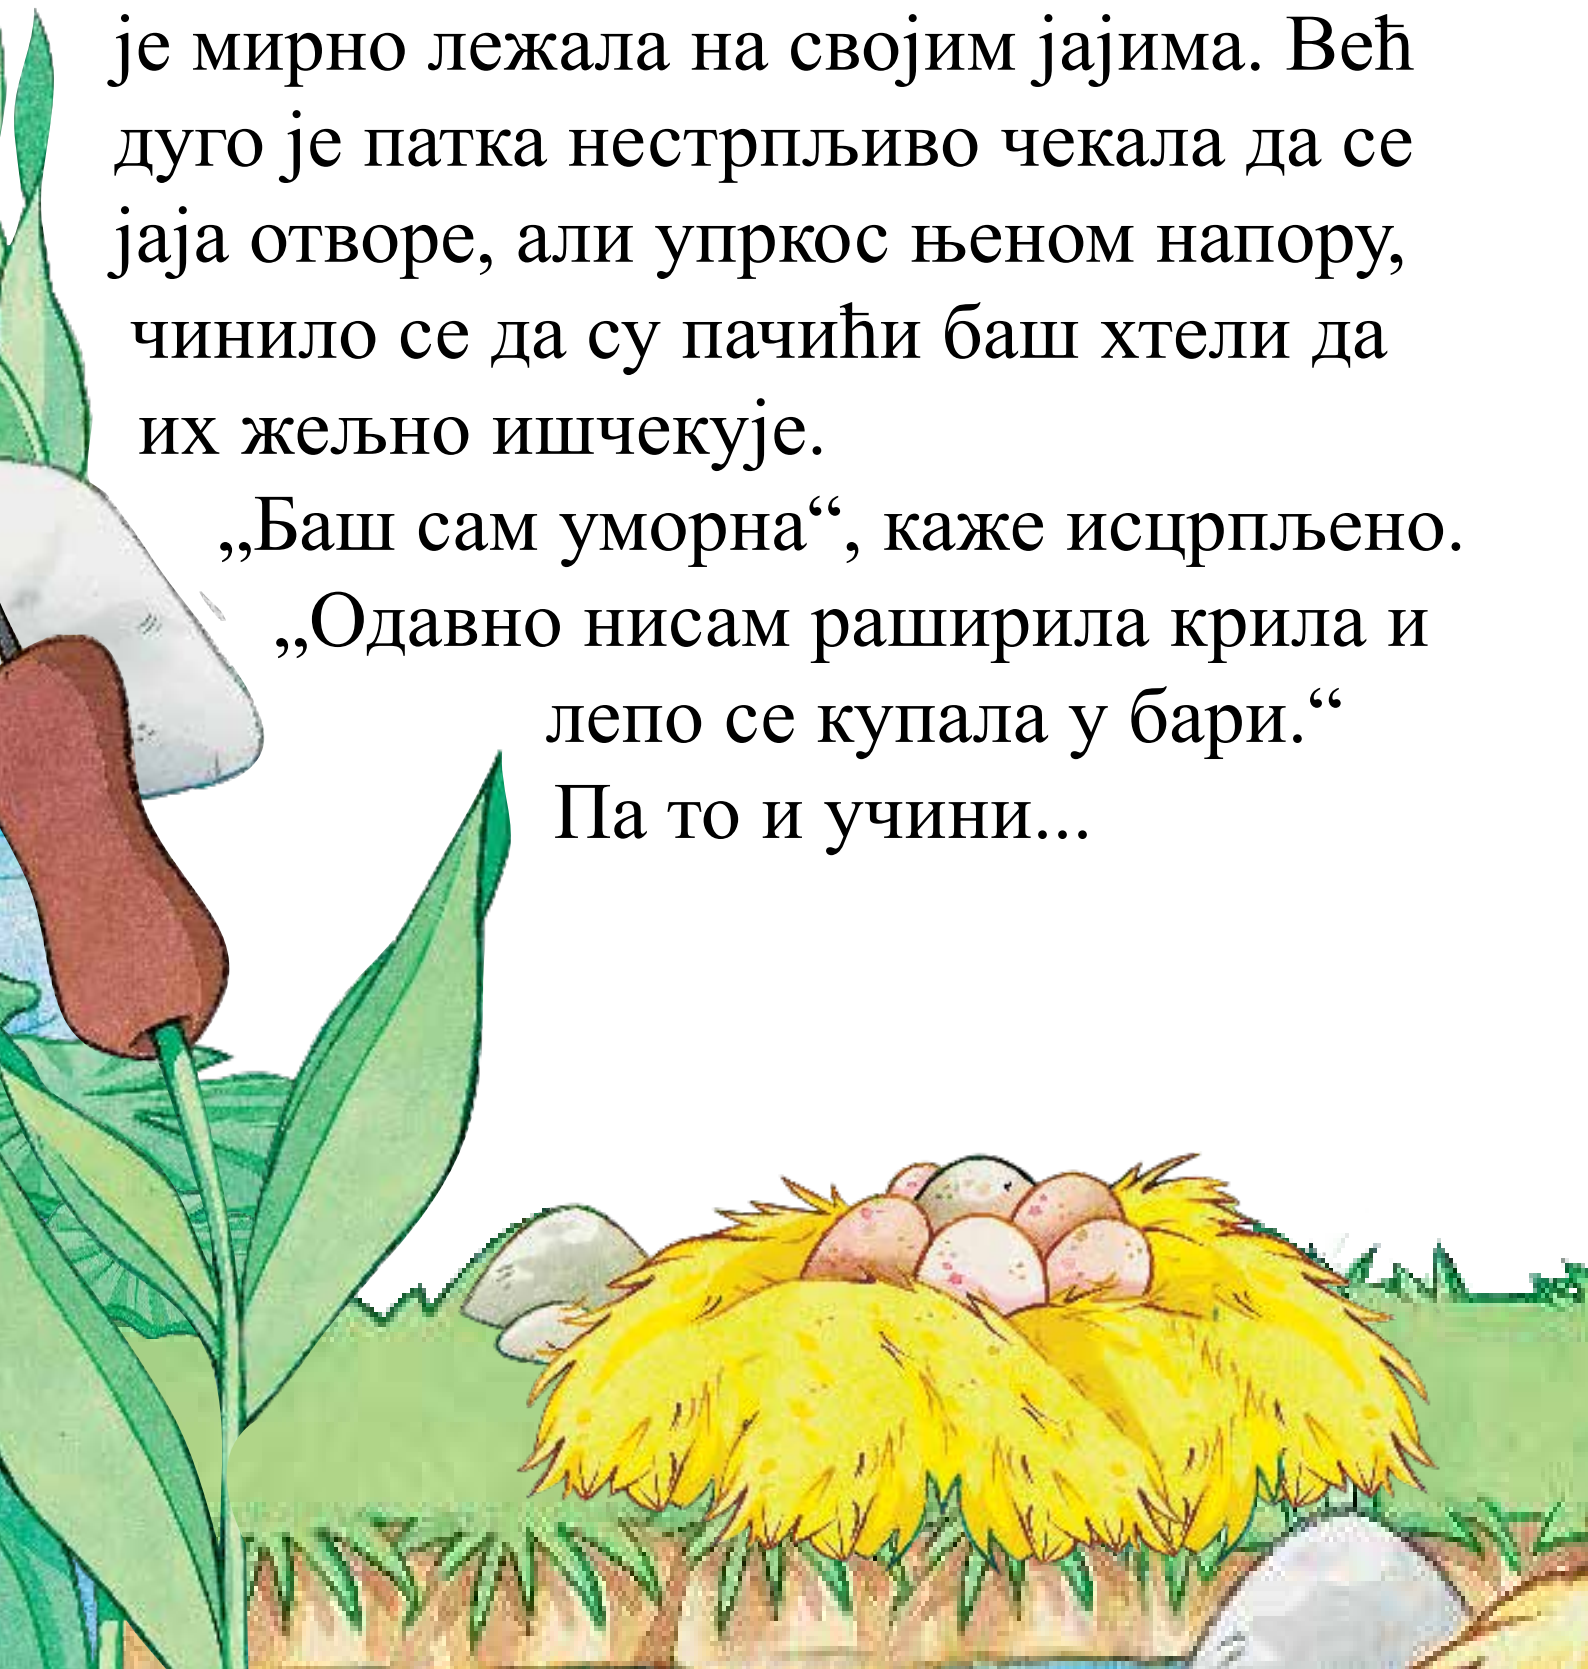 је мирно лежала на својим јајима. Већ
дуго је патка нестрпљиво чекала да се
јаја отворе, али упркос њеном напору,
чинило се да су пачићи баш хтели да
их жељно ишчекује.
„Баш сам уморна“, каже исцрпљено.
„Одавно нисам раширила крила и
лепо се купала у бари.“
Па то и учини...